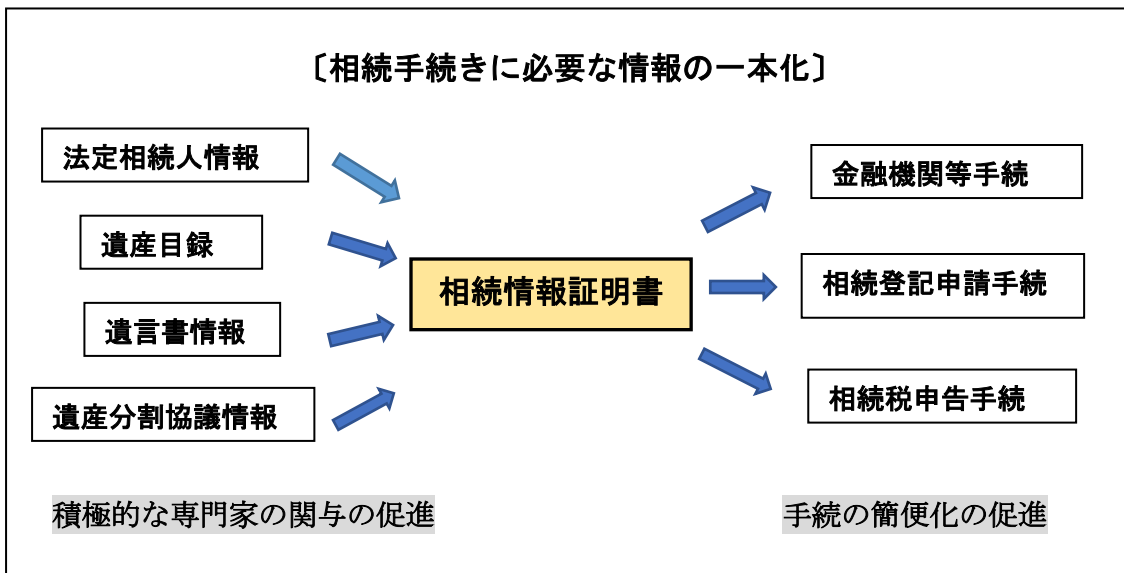 〔相続手続きに必要な情報の一本化〕
法定相続人情報
遺産目録
遺言書情報
遺産分割協議情報
相続情報証明書
金融機関等手続
相続登記申請手続
相続税申告手続
積極的な専門家の関与の促進
手続の簡便化の促進